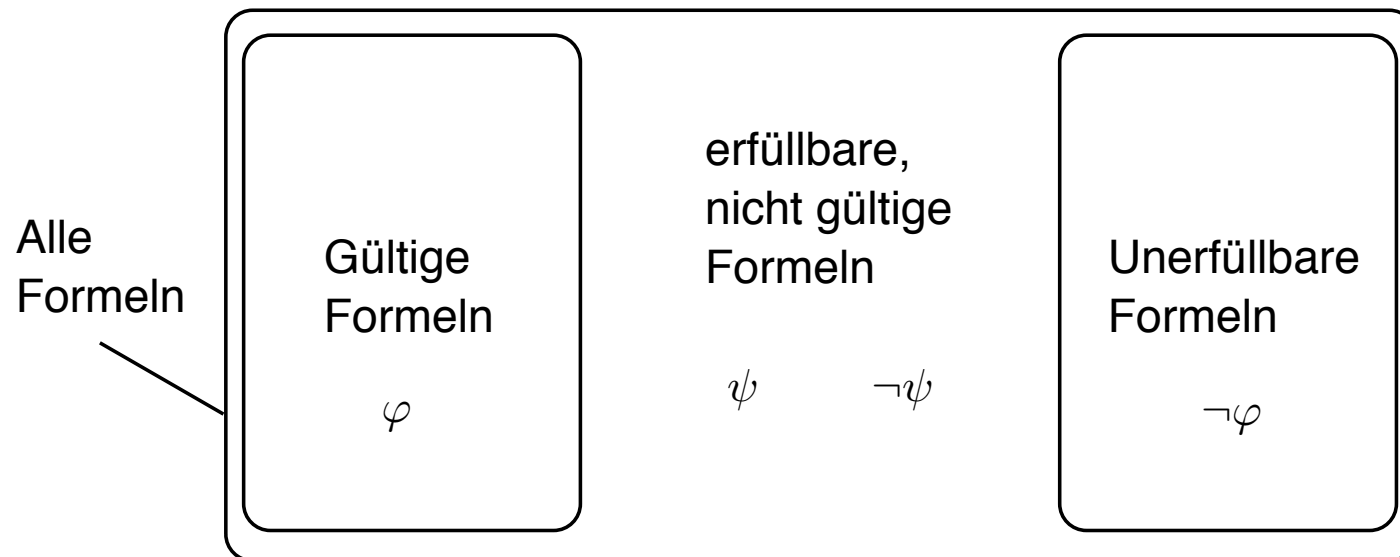 Alle
Formeln
Gültige
Formeln
φ
erfüllbare,
nicht gültige
Formeln
ψ ¬ψ
Unerfüllbare
Formeln
¬φ